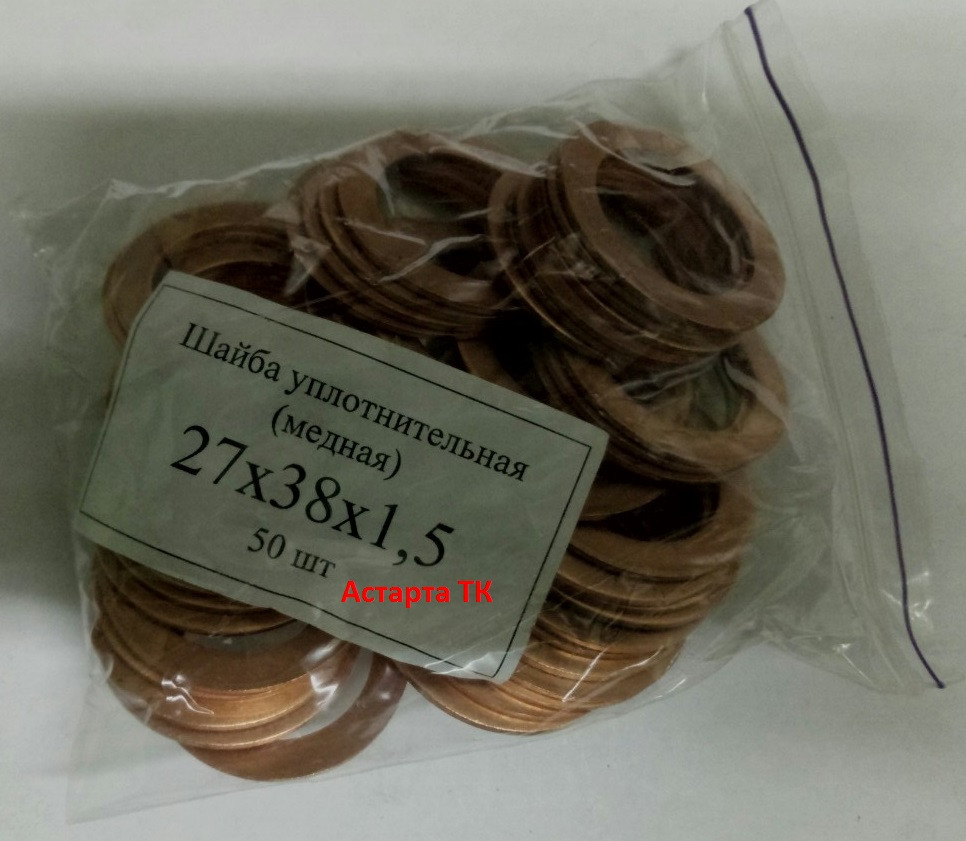 Шайба уплотнительная
(медная)
27х38х1,5
50 шт
Астарта ТК